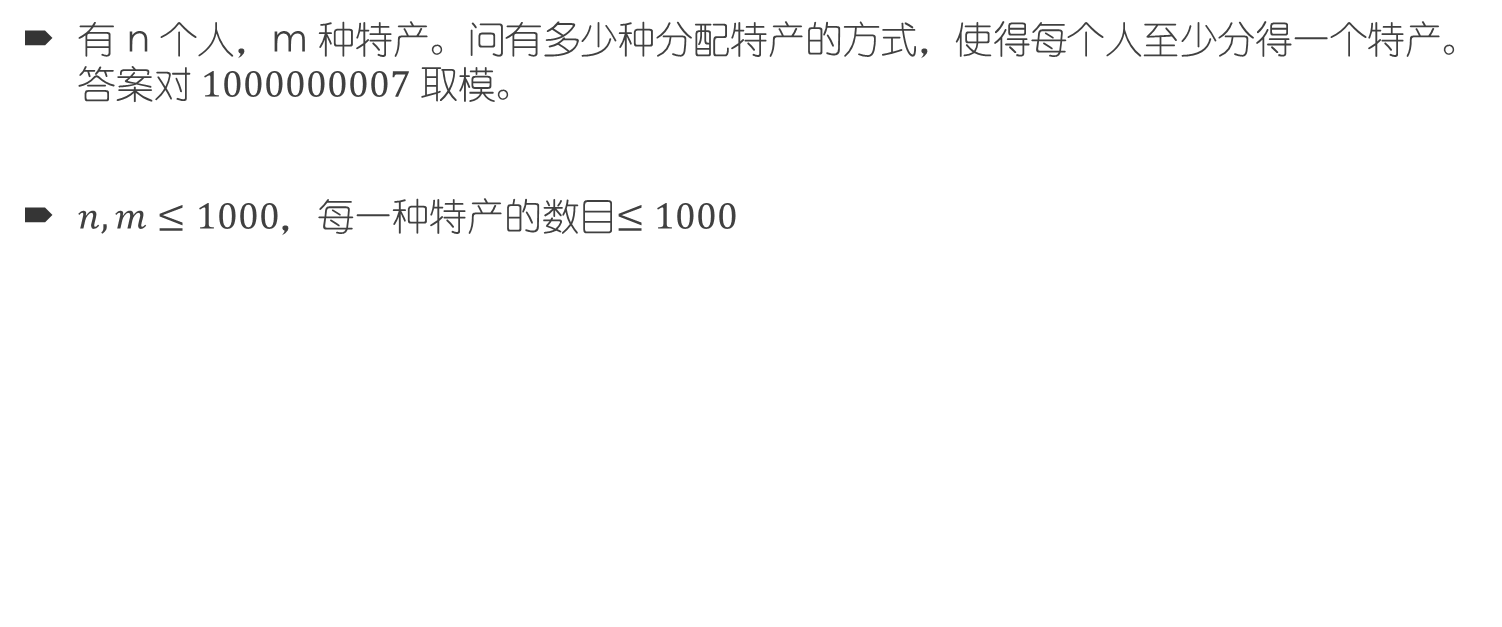 有 n 个人，m 种特产。问有多少种分配特产的方式，使得每个人至少分得一个特产。
答案对 1000000007 取模。
n, m ≤ 1000，每一种特产的数目≤ 1000